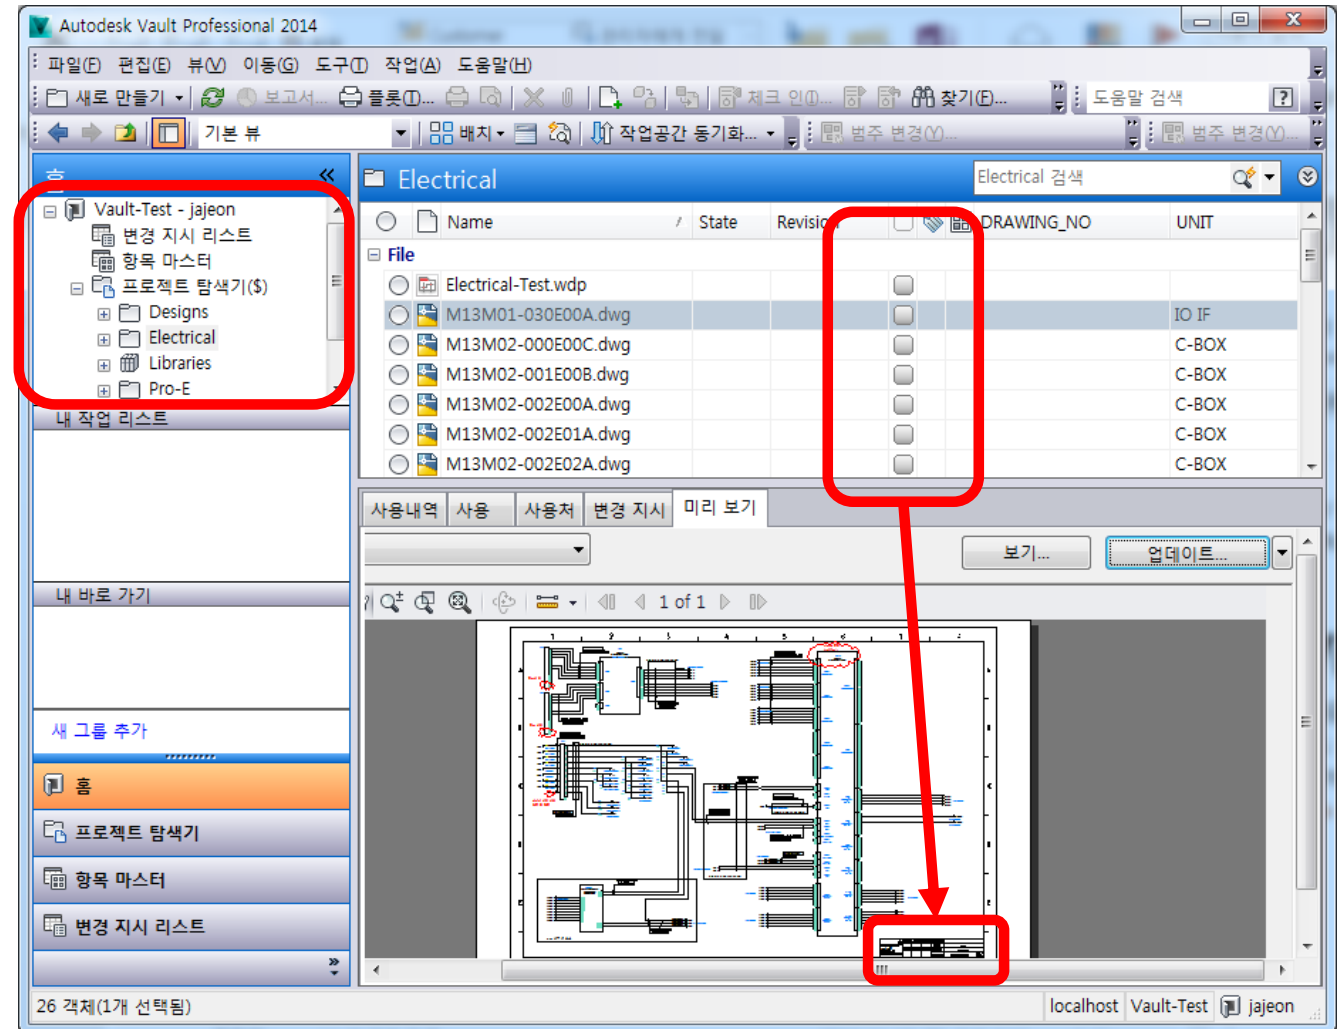 Autodesk Vault Professional 2014
파일(F) 편집(E) 뷰(V) 이동(G) 도구(T) 작업(A) 도움말(H)
새로 만들기 보고서... 플롯(T)... 체크 인(I)... 찾기(F)... 도움말 검색
기본 뷰 배치 작업공간 동기화... 범주 변경(Y)... 범주 변경(Y)...
홈
Electrical
Electrical 검색
Vault-Test - jajeon
변경 지시 리스트
항목 마스터
프로젝트 탐색기($)
Designs
Electrical
Libraries
Pro-E
Name State Revision DRAWING_NO UNIT
File
Electrical-Test.wdp
M13M01-030E00A.dwg IO IF
M13M02-000E00C.dwg C-BOX
M13M02-001E00B.dwg C-BOX
M13M02-002E00A.dwg C-BOX
M13M02-002E01A.dwg C-BOX
M13M02-002E02A.dwg C-BOX
내 작업 리스트
사용내역 사용 사용처 변경 지시 미리 보기
보기... 업데이트...
내 바로 가기
1 of 1
새 그룹 추가
홈
프로젝트 탐색기
항목 마스터
변경 지시 리스트
26 객체(1개 선택됨)
localhost Vault-Test jajeon